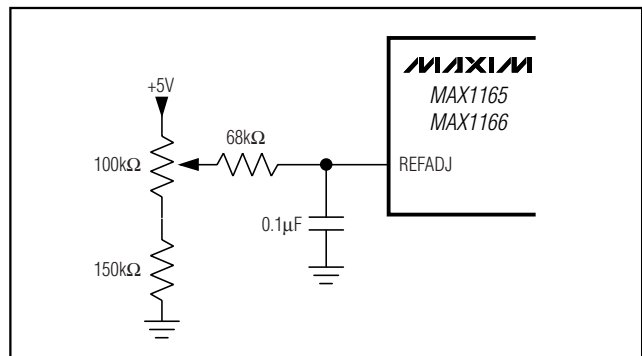 MAXIM
MAX1165
MAX1166
+5V
68kΩ
100kΩ
REFADJ
0.1μF
150kΩ